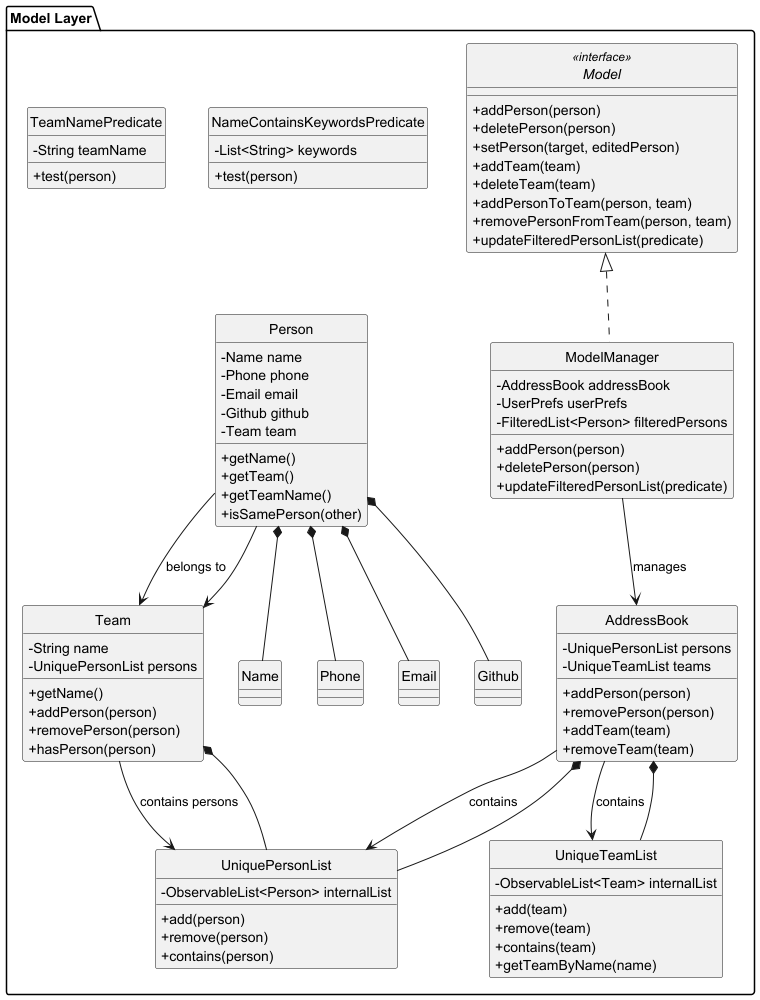 Model Layer
«interface»
Model
+addPerson(person)
+deletePerson(person)
+setPerson(target, editedPerson)
+addTeam(team)
+deleteTeam(team)
+addPersonToTeam(person, team)
+removePersonFromTeam(person, team)
+updateFilteredPersonList(predicate)
TeamNamePredicate
-String teamName
+test(person)
NameContainsKeywordsPredicate
-List<String> keywords
+test(person)
Person
-Name name
-Phone phone
-Email email
-Github github
-Team team
+getName()
+getTeam()
+getTeamName()
+isSamePerson(other)
ModelManager
-AddressBook addressBook
-UserPrefs userPrefs
-FilteredList<Person> filteredPersons
+addPerson(person)
+deletePerson(person)
+updateFilteredPersonList(predicate)
belongs to
manages
Team
-String name
-UniquePersonList persons
+getName()
+addPerson(person)
+removePerson(person)
+hasPerson(person)
Name
Phone
Email
Github
AddressBook
-UniquePersonList persons
-UniqueTeamList teams
+addPerson(person)
+removePerson(person)
+addTeam(team)
+removeTeam(team)
contains persons
contains
contains
UniquePersonList
-ObservableList<Person> internalList
+add(person)
+remove(person)
+contains(person)
UniqueTeamList
-ObservableList<Team> internalList
+add(team)
+remove(team)
+contains(team)
+getTeamByName(name)